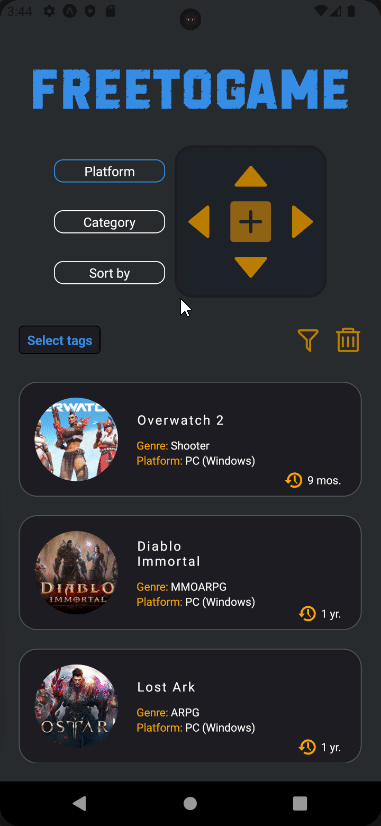 3:44
FREETOGAME
Platform
Category
Sort by
Select tags
ERWATC
Overwatch 2
Genre: Shooter
Platform: PC (Windows)
9 mos.
DIABLO
IMMORTAL
Diablo
Immortal
Genre: MMOARPG
Platform: PC (Windows)
1 yr.
OSTAR
Lost Ark
Genre: ARPG
Platform: PC (Windows)
1 yr.